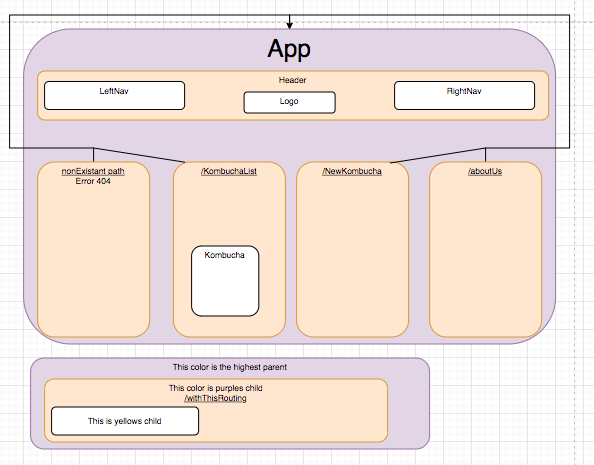 App
Header
LeftNav
Logo
RightNav
nonExistant path
Error 404
/KombuchaList
/NewKombucha
/aboutUs
Kombucha
This color is the highest parent
This color is purples child
/withThisRouting
This is yellows child